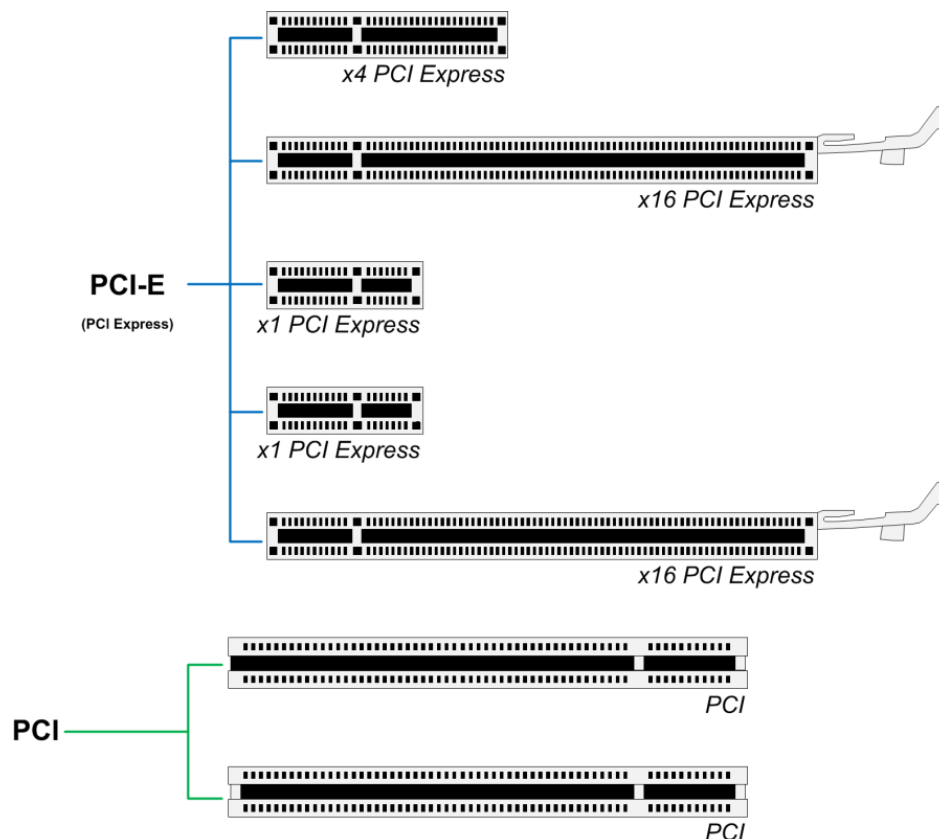 x4 PCI Express
x16 PCI Express
PCI-E
(PCI Express)
x1 PCI Express
x1 PCI Express
x16 PCI Express
PCI
PCI
PCI